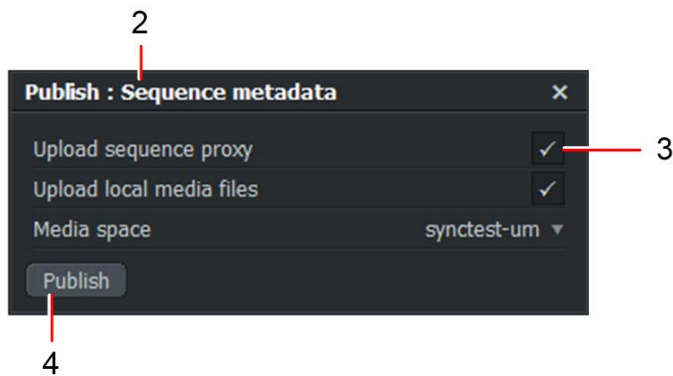 2
Publish : Sequence metadata ×
Upload sequence proxy ✓ 3
Upload local media files ✓
Media space synctest-um ▼
Publish
4